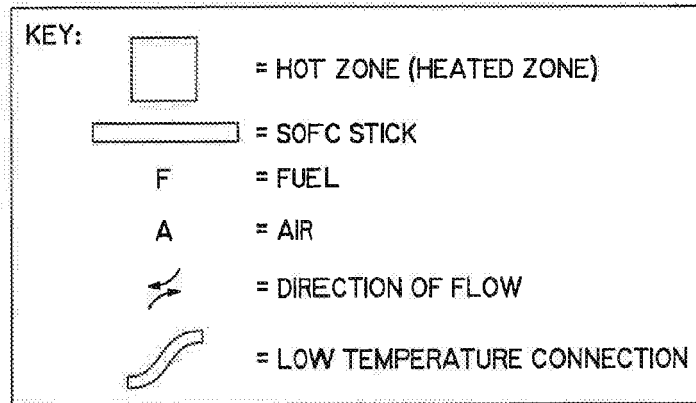 KEY:
= HOT ZONE (HEATED ZONE)
= SOFC STICK
F = FUEL
A = AIR
= DIRECTION OF FLOW
= LOW TEMPERATURE CONNECTION